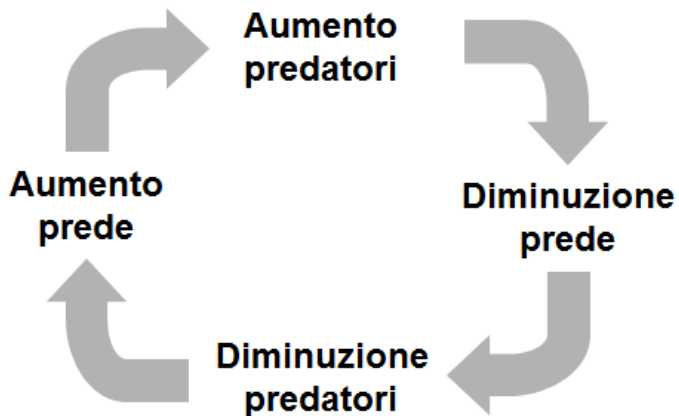 Aumento
predatori
Diminuzione
prede
Diminuzione
predatori
Aumento
prede